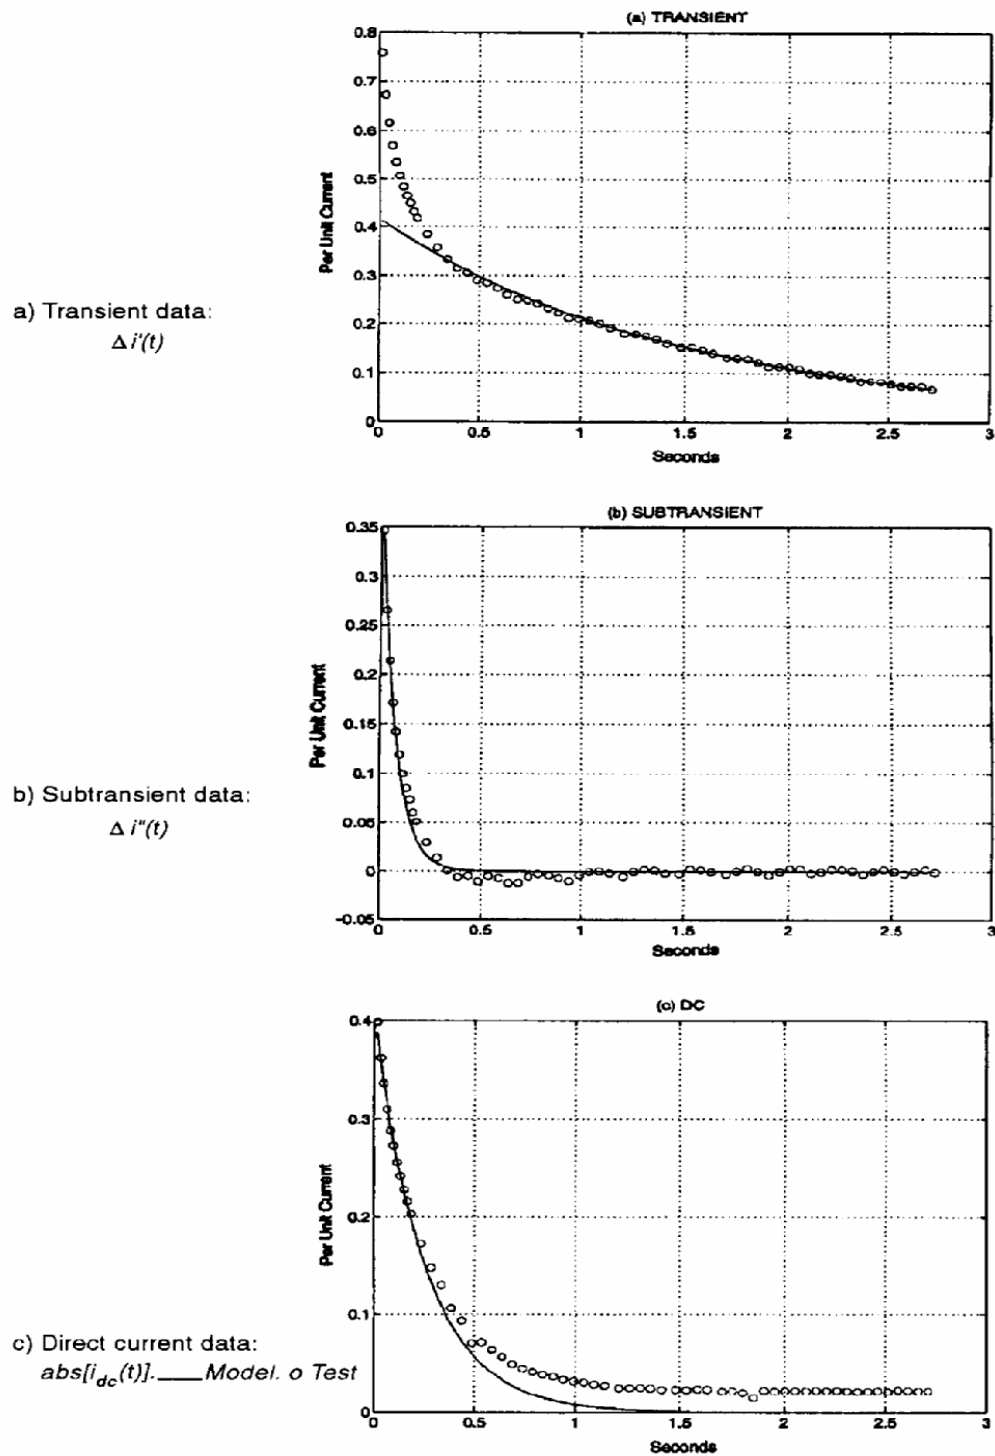 (a) TRANSIENT
0.8
0.7
0.6
0.5
0.4
0.3
0.2
0.1
0
Per Unit Current
0 0.5 1 1.5 2 2.5 3
Seconds
a) Transient data:
Δ i'(t)
(b) SUBTRANSIENT
0.35
0.3
0.25
0.2
0.15
0.1
0.05
0
-0.05
Per Unit Current
0 0.5 1 1.5 2 2.5 3
Seconds
b) Subtransient data:
Δ i"(t)
(c) DC
0.4
0.3
0.2
0.1
0
Per Unit Current
0 0.5 1 1.5 2 2.5 3
Seconds
c) Direct current data:
abs[i_dc(t)].___Model. o Test